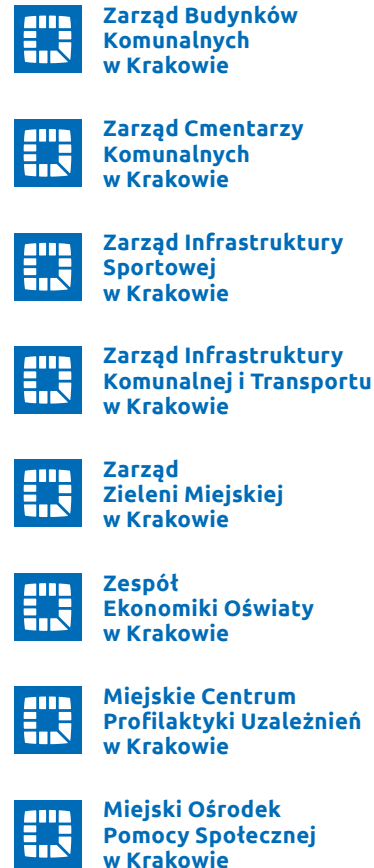 Zarząd Budynków
Komunalnych
w Krakowie
Zarząd Cmentarzy
Komunalnych
w Krakowie
Zarząd Infrastruktury
Sportowej
w Krakowie
Zarząd Infrastruktury
Komunalnej i Transportu
w Krakowie
Zarząd
Zieleni Miejskiej
w Krakowie
Zespół
Ekonomiki Oświaty
w Krakowie
Miejskie Centrum
Profilaktyki Uzależnień
w Krakowie
Miejski Ośrodek
Pomocy Społecznej
w Krakowie